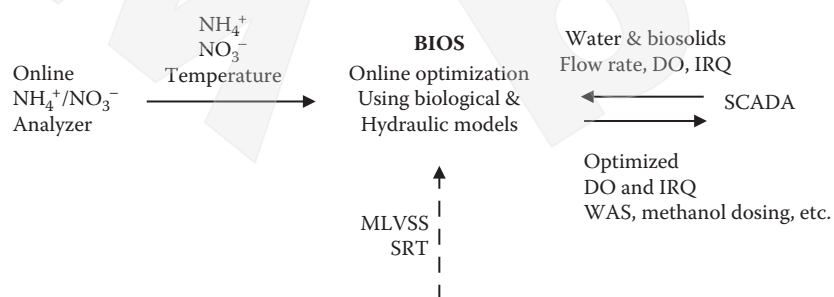 Online
NH₄⁺/NO₃⁻
Analyzer
NH₄⁺
NO₃⁻
Temperature
BIOS
Online optimization
Using biological &
Hydraulic models
Water & biosolids
Flow rate, DO, IRQ
SCADA
Optimized
DO and IRQ
WAS, methanol dosing, etc.
MLVSS
SRT